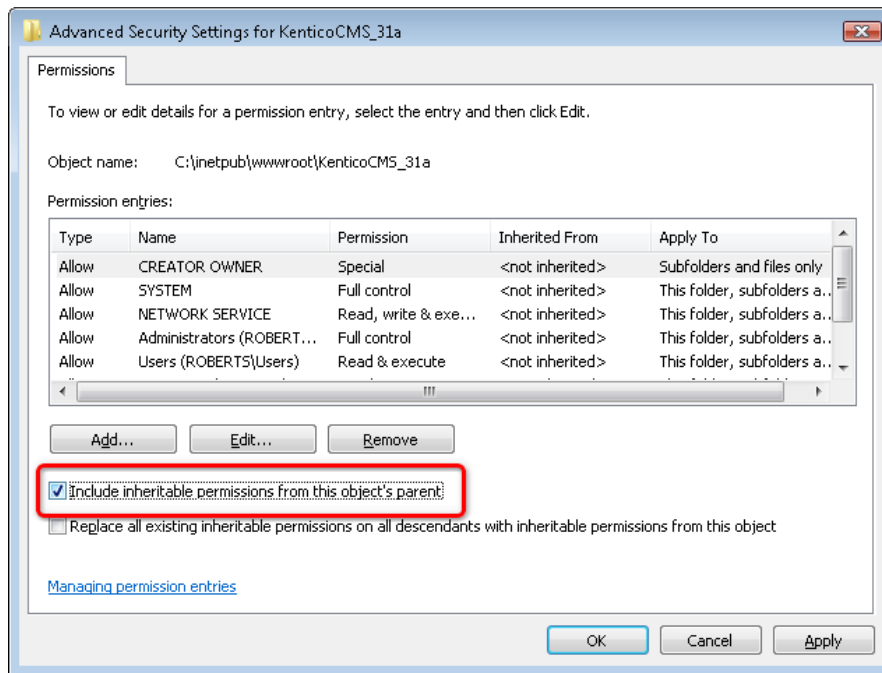 Advanced Security Settings for KenticoCMS_31a
Permissions
To view or edit details for a permission entry, select the entry and then click Edit.
Object name: C:\inetpub\wwwroot\KenticoCMS_31a
Permission entries:
Type Name Permission Inherited From Apply To
Allow CREATOR OWNER Special <not inherited> Subfolders and files only
Allow SYSTEM Full control <not inherited> This folder, subfolders a...
Allow NETWORK SERVICE Read, write & exe... <not inherited> This folder, subfolders a...
Allow Administrators (ROBERT... Full control <not inherited> This folder, subfolders a...
Allow Users (ROBERTS\Users) Read & execute <not inherited> This folder, subfolders a...
Add... Edit... Remove
Include inheritable permissions from this object's parent
Replace all existing inheritable permissions on all descendants with inheritable permissions from this object
Managing permission entries
OK Cancel Apply